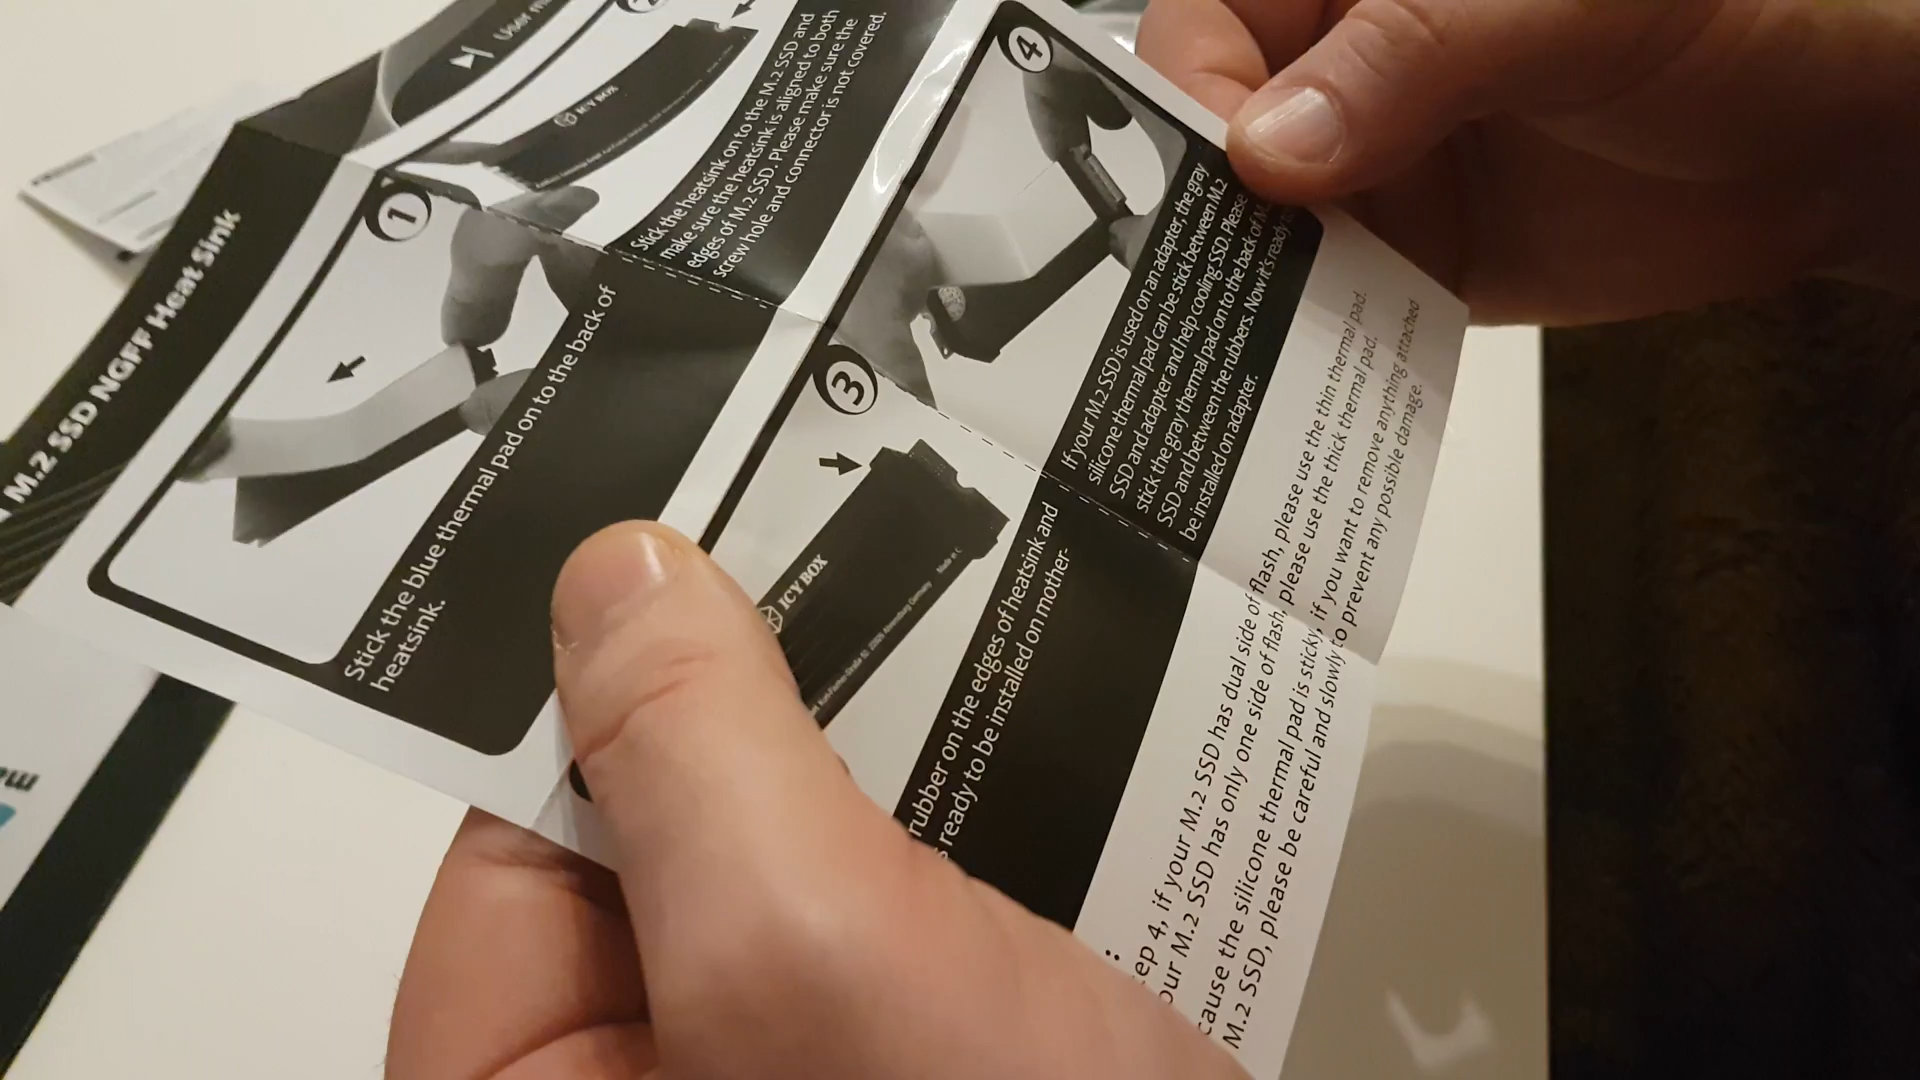 M.2 SSD NGFF Heat Sink
User
1
Stick the blue thermal pad on to the back of
heatsink.
2
ICY BOX
Stick the heatsink on to the M.2 SSD and
make sure the heatsink is aligned to both
edges of M.2 SSD. Please make sure the
screw hole and connector is not covered.
3
ICY BOX
Ahrensburg, Germany
Made in
rubber on the edges of heatsink and
ready to be installed on mother-
4
If your M.2 SSD is used on an adapter, the gray
silicone thermal pad can be stick between M.2
SSD and adapter and help cooling SSD. Please
stick the gray thermal pad on to the back of M.
SSD and between the rubbers. Now it's ready
be installed on adapter.
:
ep 4, if your M.2 SSD has dual side of flash, please use the thin thermal pad.
our M.2 SSD has only one side of flash, please use the thick thermal pad.
cause the silicone thermal pad is sticky, if you want to remove anything attached
M.2 SSD, please be careful and slowly to prevent any possible damage.